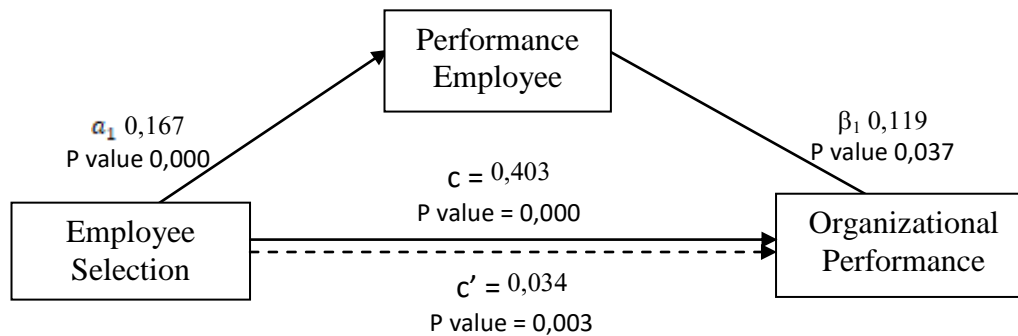 Performance
Employee
a₁ 0,167
P value 0,000
β₁ 0,119
P value 0,037
c = 0,403
P value = 0,000
Employee
Selection
Organizational
Performance
c’ = 0,034
P value = 0,003